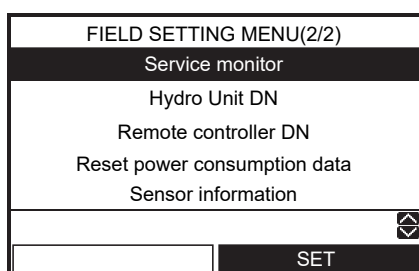 FIELD SETTING MENU(2/2)
Service monitor
Hydro Unit DN
Remote controller DN
Reset power consumption data
Sensor information
SET